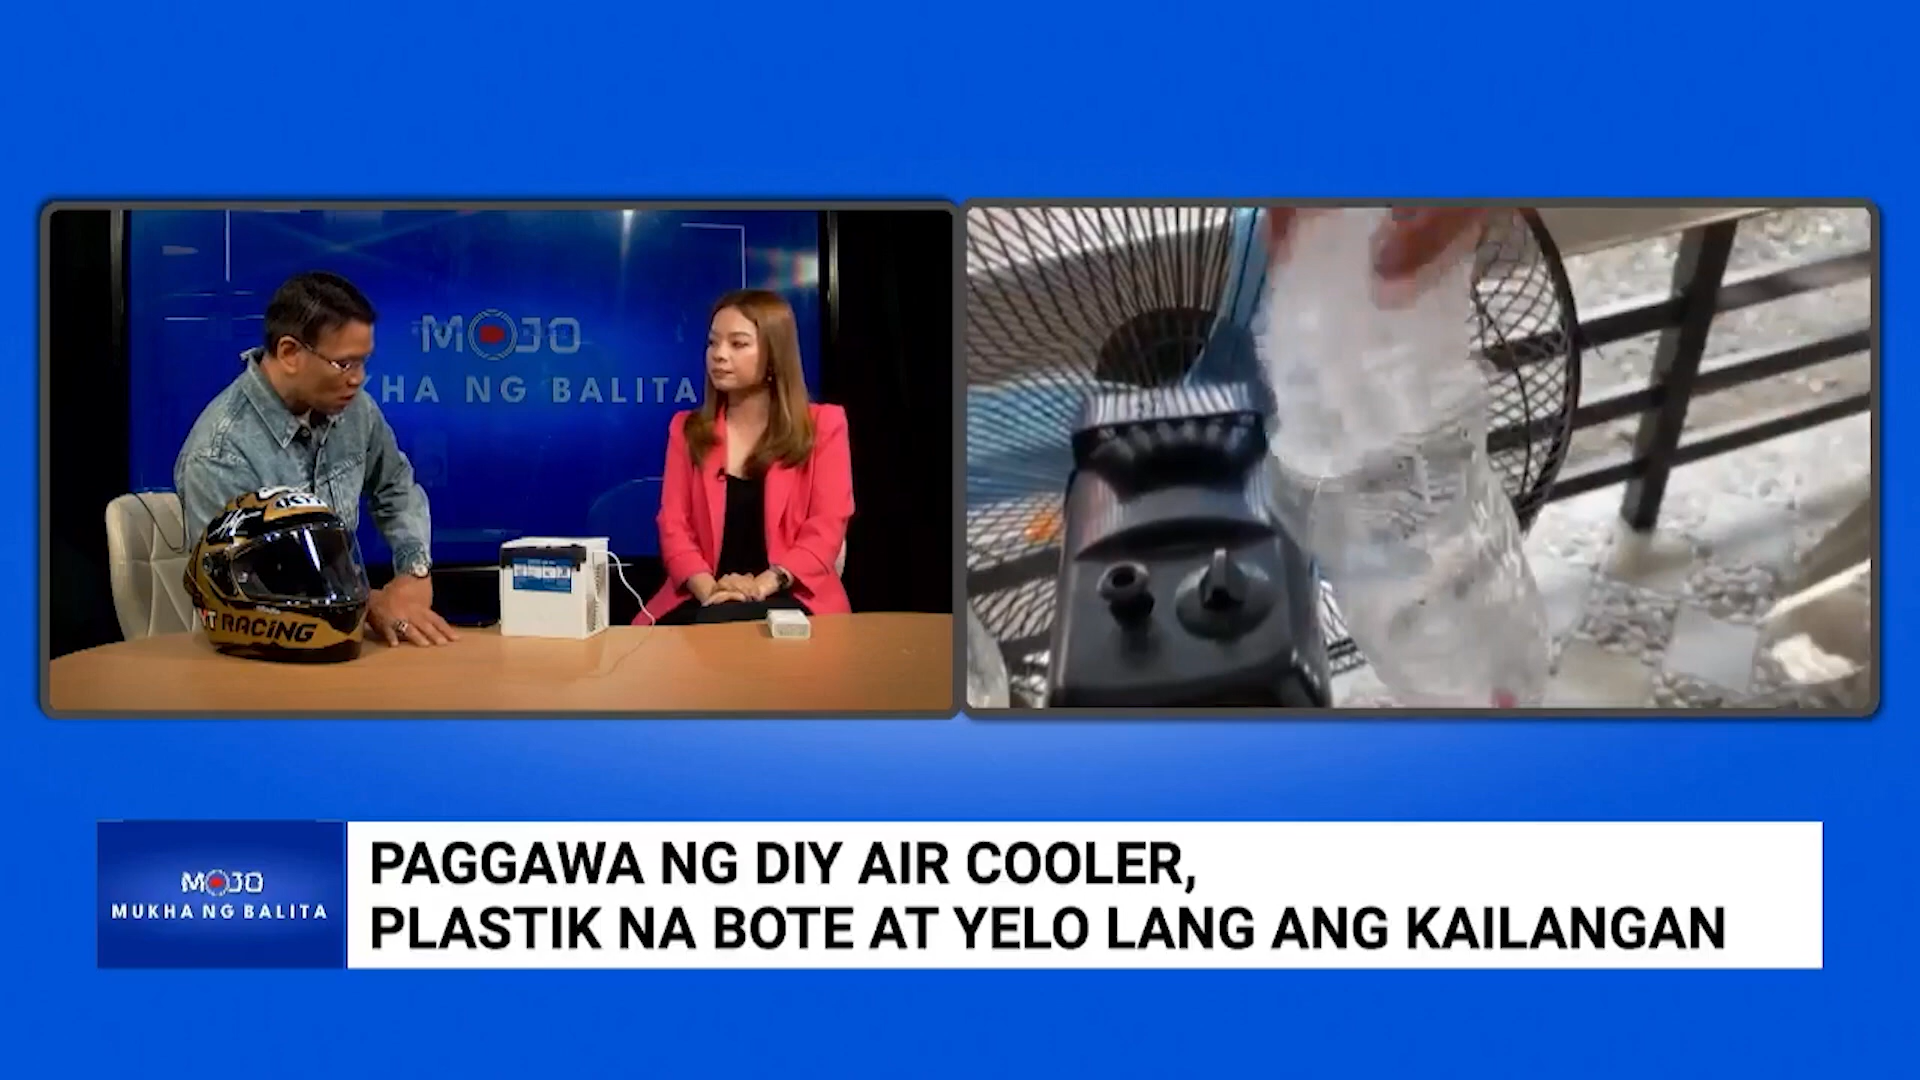 MOJO
KHA NG BALITA
RACING
MOJO
MUKHA NG BALITA
PAGGAWA NG DIY AIR COOLER,
PLASTIK NA BOTE AT YELO LANG ANG KAILANGAN